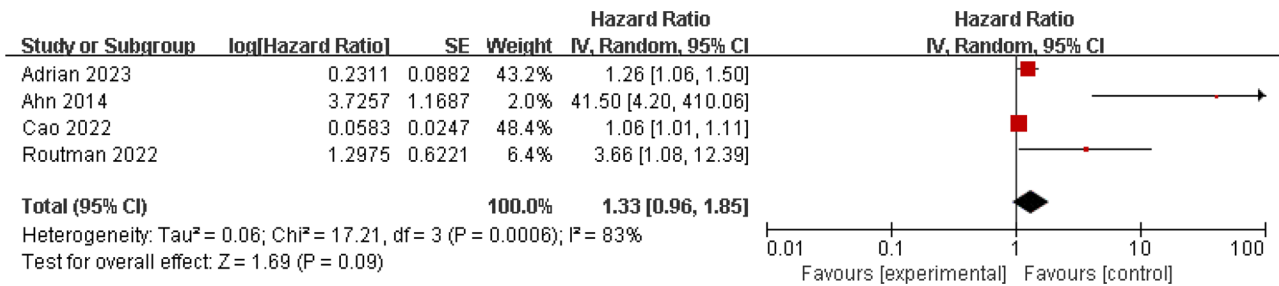 Hazard Ratio Hazard Ratio
Study or Subgroup log[Hazard Ratio] SE Weight IV, Random, 95% CI IV, Random, 95% CI
Adrian 2023 0.2311 0.0882 43.2% 1.26 [1.06, 1.50]
Ahn 2014 3.7257 1.1687 2.0% 41.50 [4.20, 410.06]
Cao 2022 0.0583 0.0247 48.4% 1.06 [1.01, 1.11]
Routman 2022 1.2975 0.6221 6.4% 3.66 [1.08, 12.39]
Total (95% CI) 100.0% 1.33 [0.96, 1.85]
Heterogeneity: Tau² = 0.06; Chi² = 17.21, df = 3 (P = 0.0006); I² = 83%
Test for overall effect: Z = 1.69 (P = 0.09)
0.01 0.1 1 10 100
Favours [experimental] Favours [control]